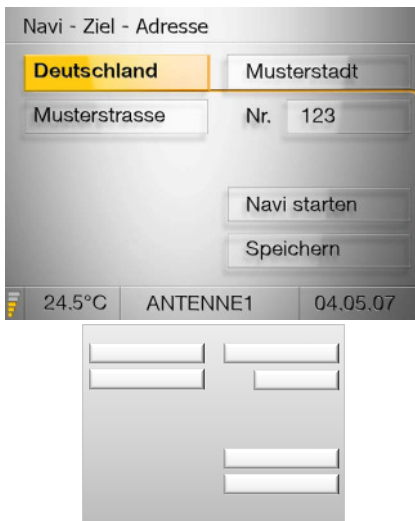 Navi - Ziel - Adresse
Deutschland Musterstadt
Musterstrasse Nr. 123
Navi starten
Speichern
24.5°C ANTENNE1 04.05.07